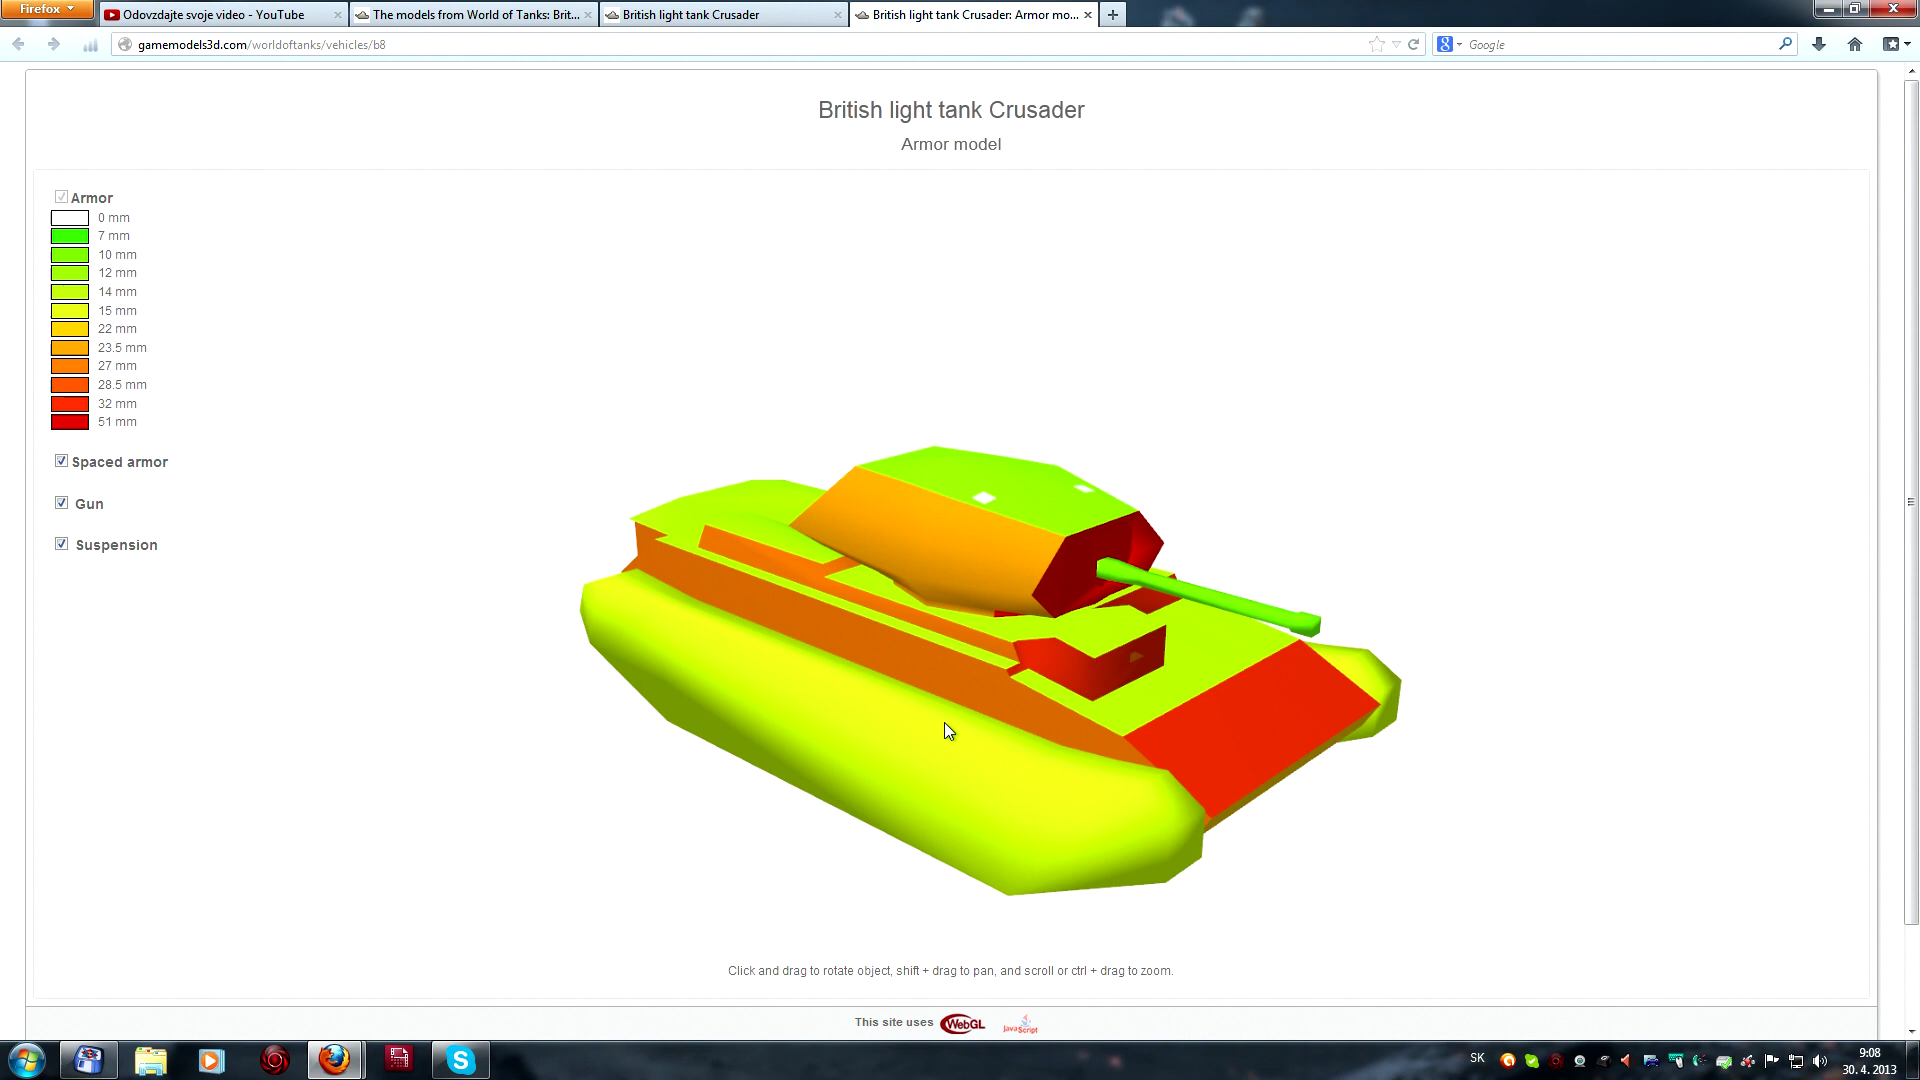 Firefox
Odovzdajte svoje video - YouTube
The models from World of Tanks: Brit...
British light tank Crusader
British light tank Crusader: Armor mo...
gamemodels3d.com/worldoftanks/vehicles/b8
Google
British light tank Crusader
Armor model
Armor
0 mm
7 mm
10 mm
12 mm
14 mm
15 mm
22 mm
23.5 mm
27 mm
28.5 mm
32 mm
51 mm
Spaced armor
Gun
Suspension
Click and drag to rotate object, shift + drag to pan, and scroll or ctrl + drag to zoom.
This site uses WebGL JavaScript
SK
9:08
30. 4. 2013